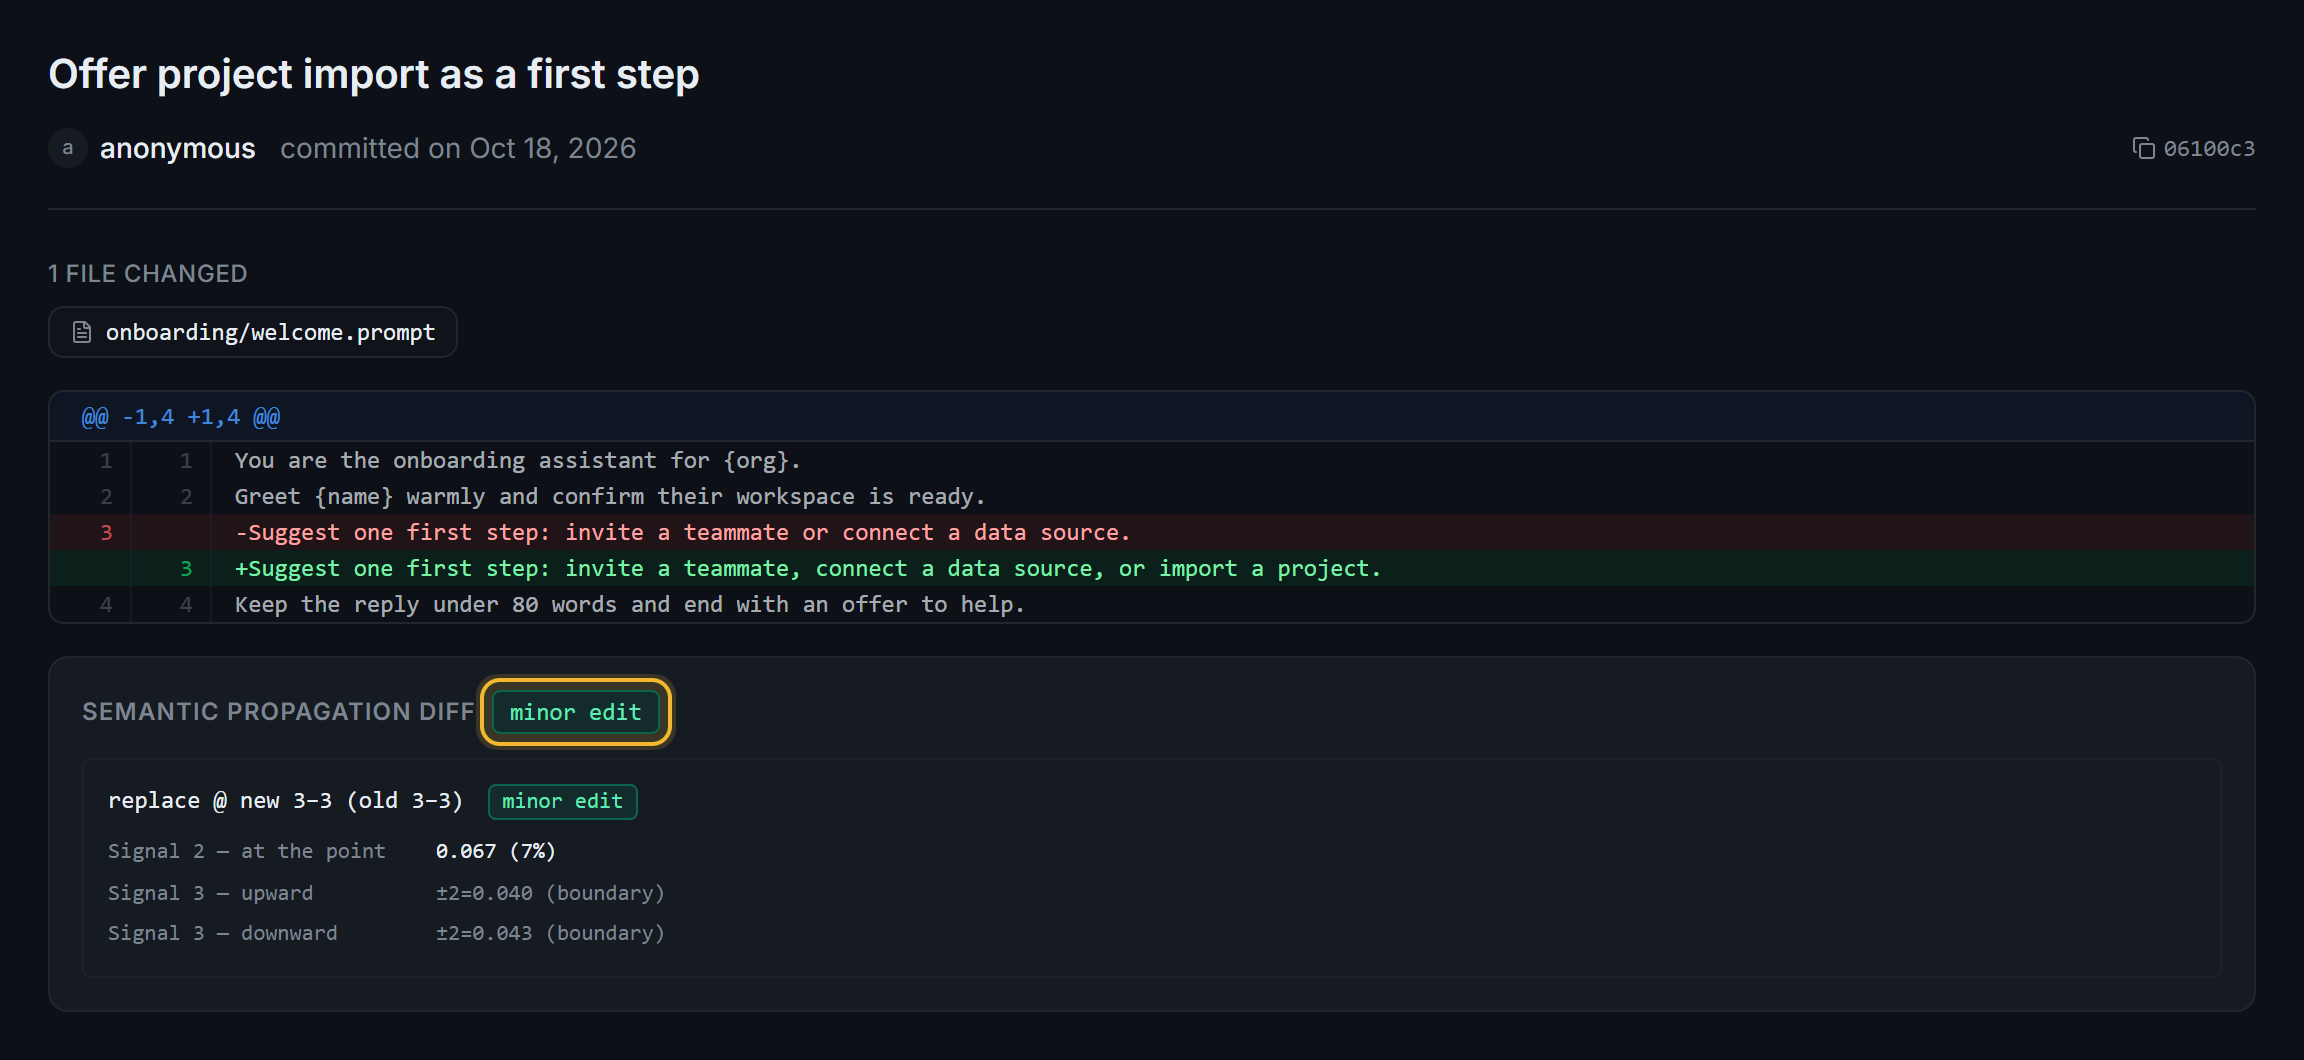 Offer project import as a first step
a anonymous committed on Oct 18, 2026 06100c3
1 FILE CHANGED
onboarding/welcome.prompt
@@ -1,4 +1,4 @@
1 1 You are the onboarding assistant for {org}.
2 2 Greet {name} warmly and confirm their workspace is ready.
3 -Suggest one first step: invite a teammate or connect a data source.
3 +Suggest one first step: invite a teammate, connect a data source, or import a project.
4 4 Keep the reply under 80 words and end with an offer to help.
SEMANTIC PROPAGATION DIFF minor edit
replace @ new 3–3 (old 3–3) minor edit
Signal 2 — at the point 0.067 (7%)
Signal 3 — upward ±2=0.040 (boundary)
Signal 3 — downward ±2=0.043 (boundary)